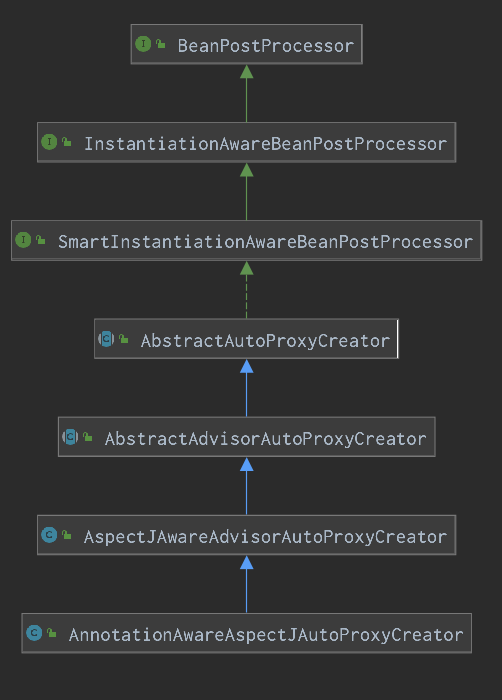 BeanPostProcessor
InstantiationAwareBeanPostProcessor
SmartInstantiationAwareBeanPostProcessor
AbstractAutoProxyCreator
AbstractAdvisorAutoProxyCreator
AspectJAwareAdvisorAutoProxyCreator
AnnotationAwareAspectJAutoProxyCreator